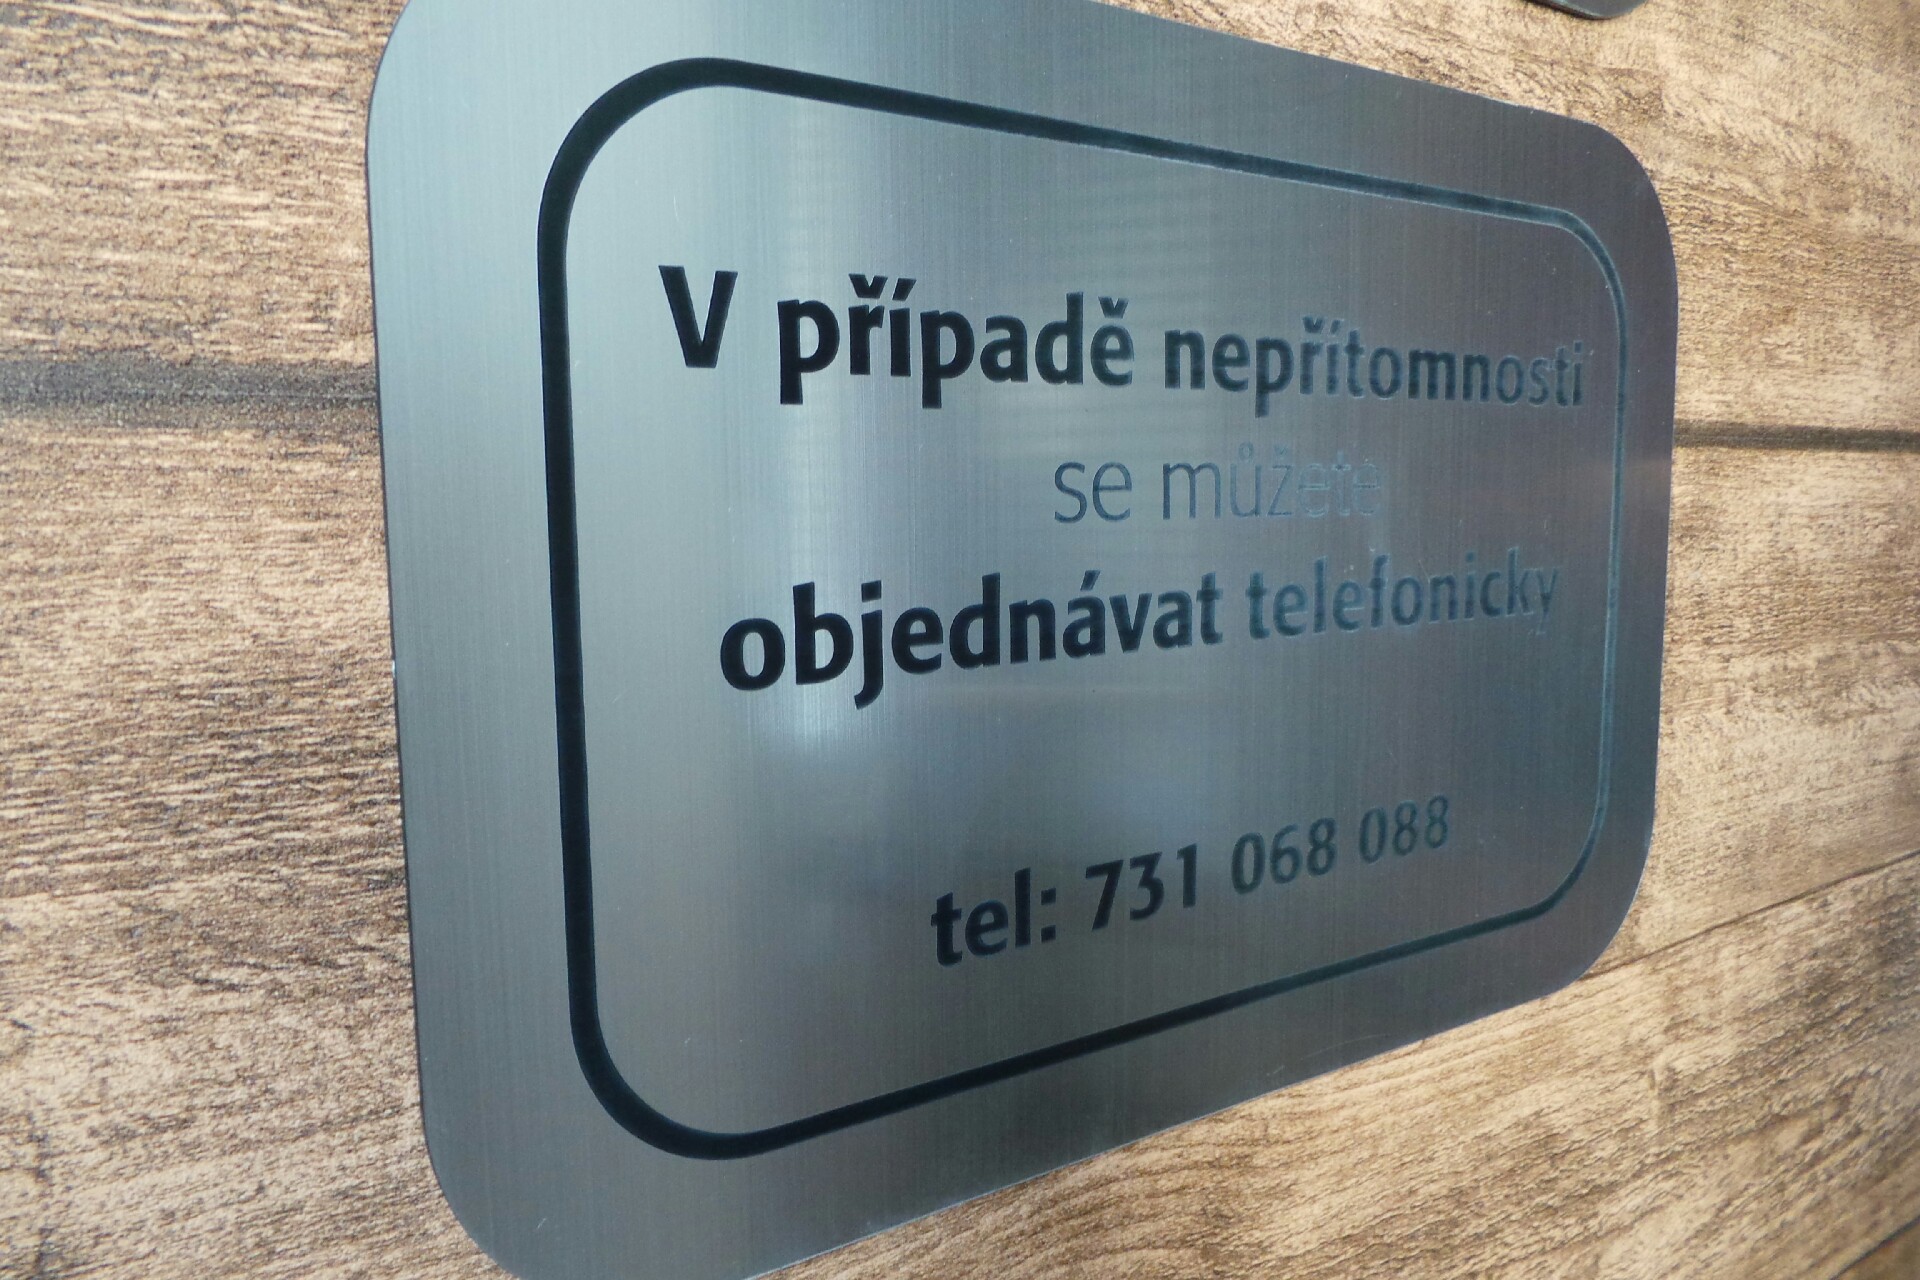 V případě nepřítomnosti
se můžete
objednávat telefonicky
tel: 731 068 088